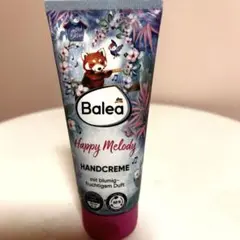 Balea
Happy Melody
HANDCREME
mit blumig-
fruchtigem Duft